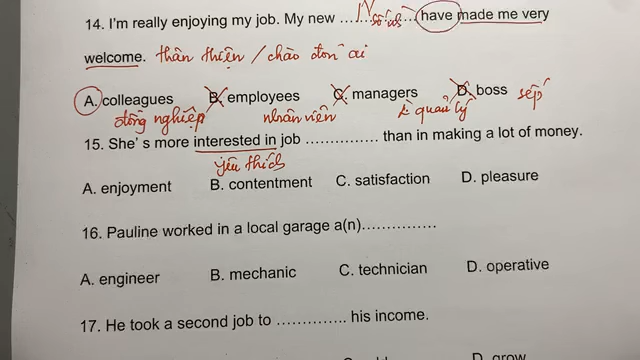 14. I'm really enjoying my job. My new ............... have made me very
welcome. thân thiện / chào đón ai
A. colleagues B. employees C. managers D. boss sếp
đồng nghiệp nhân viên quản lý
15. She's more interested in job ............... than in making a lot of money.
yêu thích
A. enjoyment B. contentment C. satisfaction D. pleasure
16. Pauline worked in a local garage a(n)...............
A. engineer B. mechanic C. technician D. operative
17. He took a second job to ............... his income.
D. grow